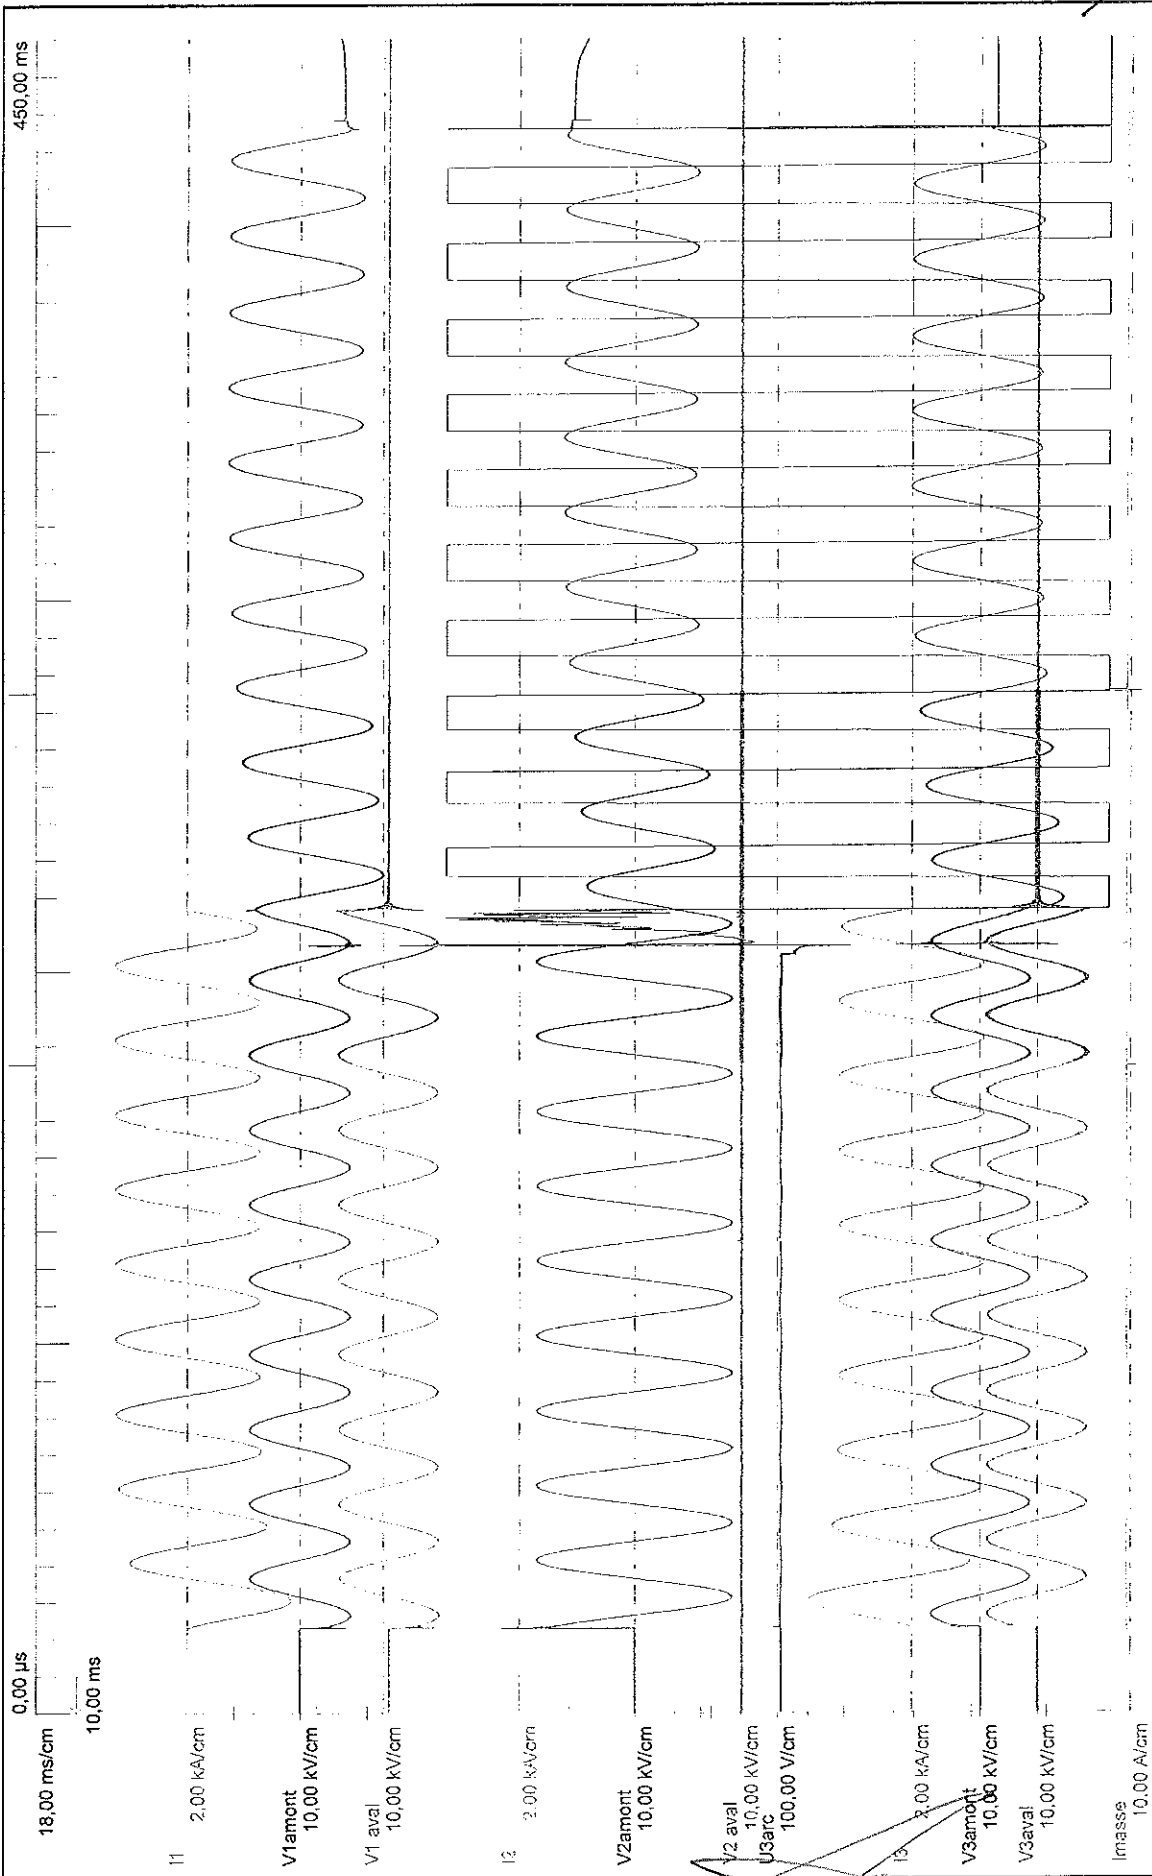 0,00 µs
450,00 ms
18,00 ms/cm
10,00 ms
I1
2,00 kA/cm
V1amont
10,00 kV/cm
V1 aval
10,00 kV/cm
I2
2,00 kA/cm
V2amont
10,00 kV/cm
V2 aval
10,00 kV/cm
U3arc
100,00 V/cm
I3
2,00 kA/cm
V3amont
10,00 kV/cm
V3aval
10,00 kV/cm
Imasse
10,00 A/cm